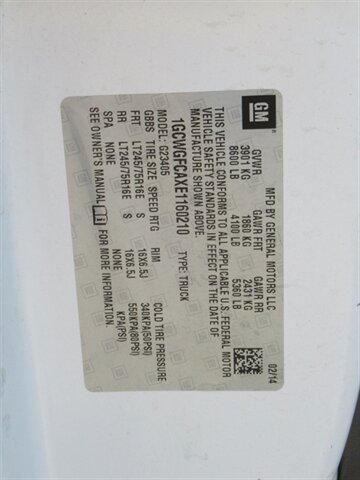 GM
MFD BY GENERAL MOTORS LLC 02/14
GVWR GAWR FRT GAWR RR
3901 KG 1860 KG 2431 KG
8600 LB 4100 LB 5360 LB
THIS VEHICLE CONFORMS TO ALL APPLICABLE U.S. FEDERAL MOTOR
VEHICLE SAFETY STANDARDS IN EFFECT ON THE DATE OF
MANUFACTURE SHOWN ABOVE.
1GCWGFCAXE1160210 TYPE: TRUCK
MODEL: G23405
GBBS TIRE SIZE SPEED RTG RIM COLD TIRE PRESSURE
FRT LT245/75R16E S 16X6.5J 340KPA(50PSI)
RR LT245/75R16E S 16X6.5J 550KPA(80PSI)
SPA NONE NONE KPA(PSI)
SEE OWNER'S MANUAL FOR MORE INFORMATION.